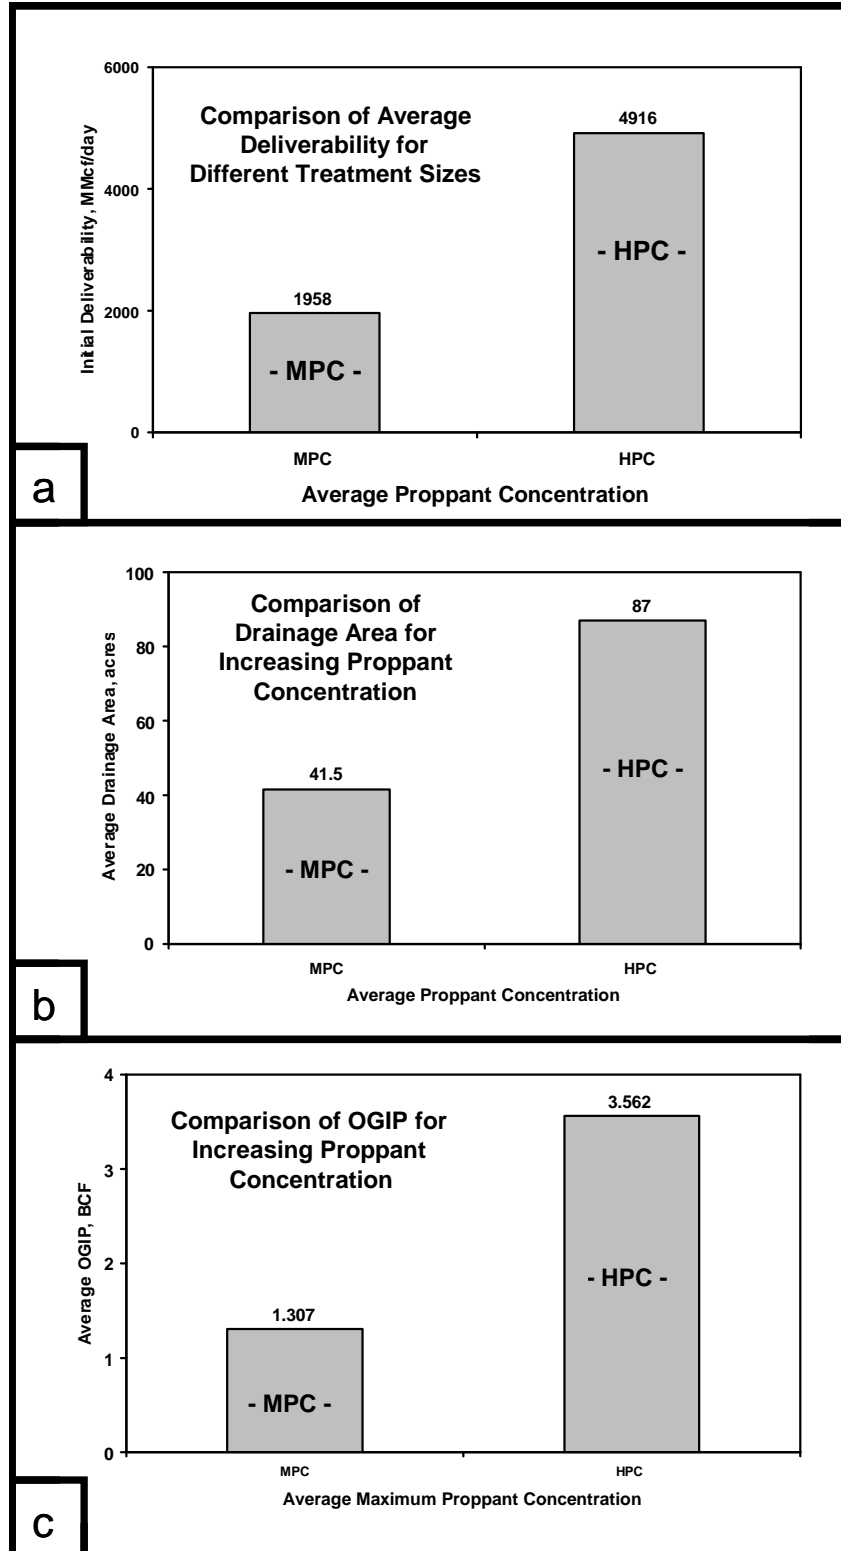 6000
Comparison of Average
Deliverability for
Different Treatment Sizes
4916
4000
Initial Deliverability, MMcf/day
- HPC -
2000
1958
- MPC -
0
MPC
HPC
Average Proppant Concentration
a
100
Comparison of
Drainage Area for
Increasing Proppant
Concentration
87
80
Average Drainage Area, acres
60
41.5
- HPC -
40
- MPC -
20
0
MPC
HPC
Average Proppant Concentration
b
4
Comparison of OGIP for
Increasing Proppant
Concentration
3.562
3
Average OGIP, BCF
2
- HPC -
1.307
1
- MPC -
0
MPC
HPC
Average Maximum Proppant Concentration
c